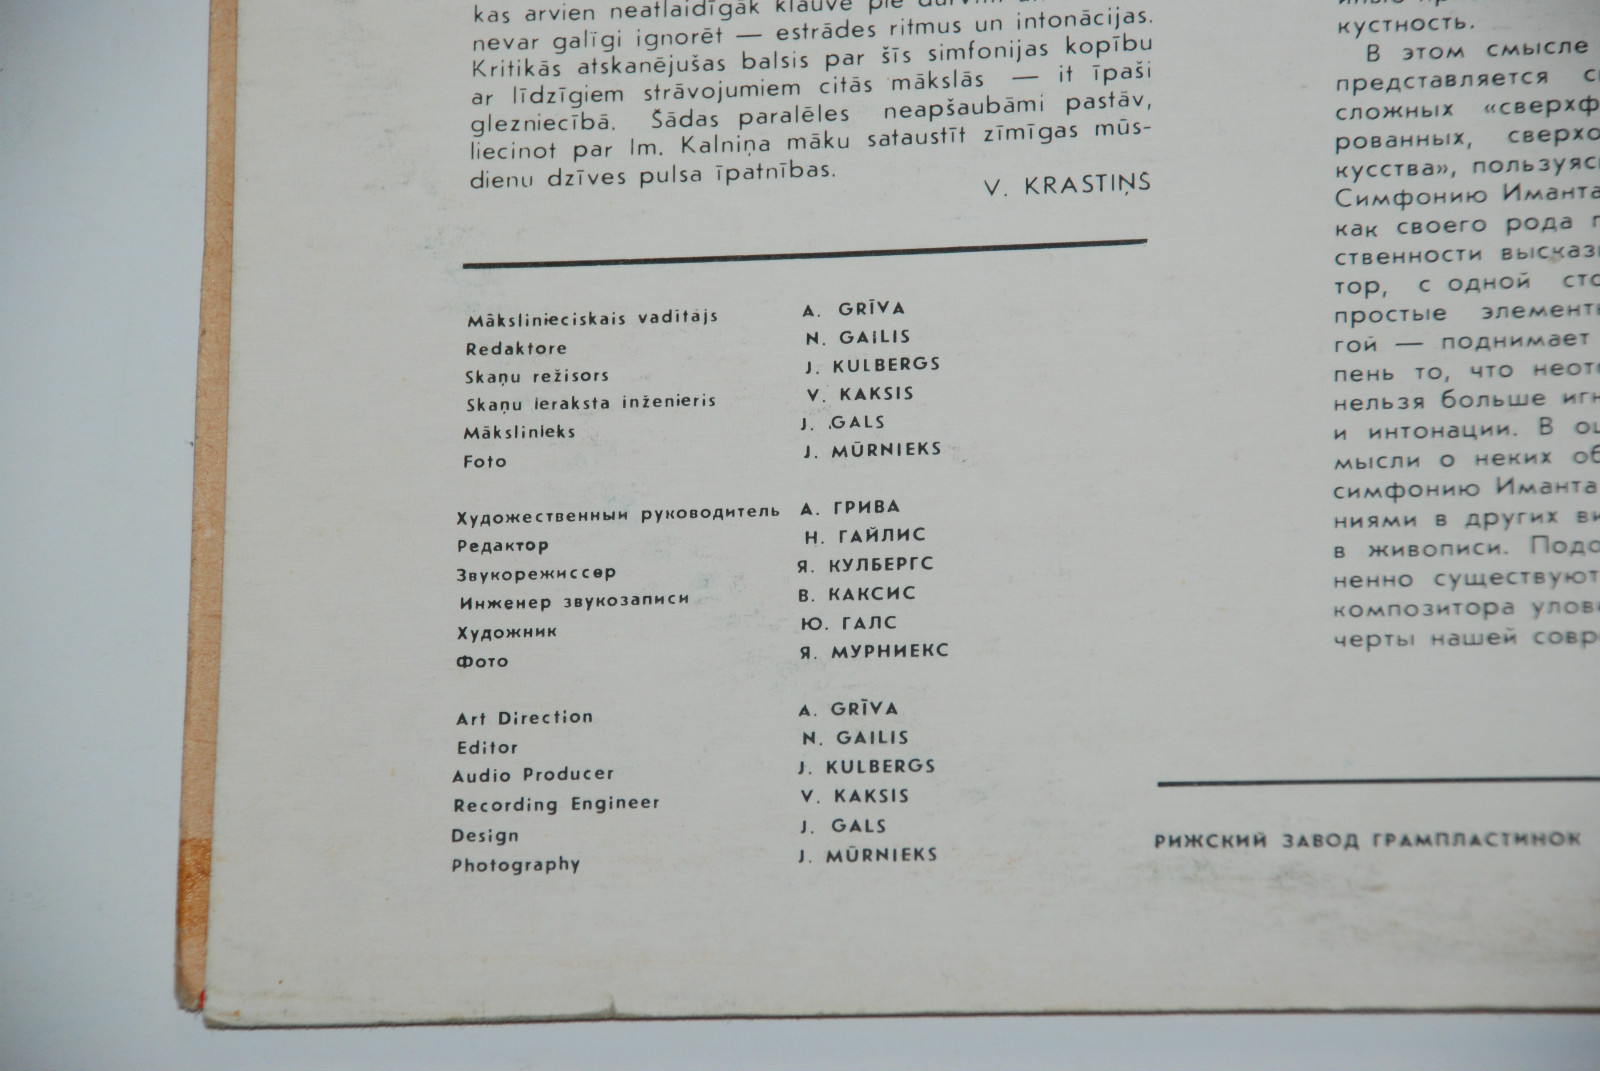 kas arvien neatlaidīgāk klauvē pie durvīm
nevar galīgi ignorēt — estrādes ritmus un intonācijas.
Kritikās atskanējušas balsis par šīs simfonijas kopību
ar līdzīgiem strāvojumiem citās mākslās — it īpaši
glezniecībā. Šādas paralēles neapšaubāmi pastāv,
liecinot par Im. Kalniņa māku sataustīt zīmīgas mūs-
dienu dzīves pulsa īpatnības.
V. KRASTIŅŠ
Mākslinieciskais vadītājs A. GRĪVA
Redaktore N. GAILIS
Skaņu režisors J. KULBERGS
Skaņu ieraksta inženieris V. KAKSIS
Mākslinieks J. GALS
Foto J. MŪRNIEKS
Художественный руководитель А. ГРИВА
Редактор Н. ГАЙЛИС
Звукорежиссер Я. КУЛБЕРГС
Инженер звукозаписи В. КАКСИС
Художник Ю. ГАЛС
Фото Я. МУРНИЕКС
Art Direction A. GRĪVA
Editor N. GAILIS
Audio Producer J. KULBERGS
Recording Engineer V. KAKSIS
Design J. GALS
Photography J. MŪRNIEKS
кустность.
В этом смысле
представляется
сложных «сверхф
рованных, сверхо
кусства», пользуяс
Симфонию Иманта
как своего рода
ственности высказ
тор, с одной сто
простые элемент
гой — поднимает
пень то, что неот
нельзя больше игн
и интонации. В
мысли о неких об
симфонию Иманта
ниями в других ви
в живописи. Подо
ненно существуют
композитора улов
черты нашей совр
РИЖСКИЙ ЗАВОД ГРАМПЛАСТИНОК